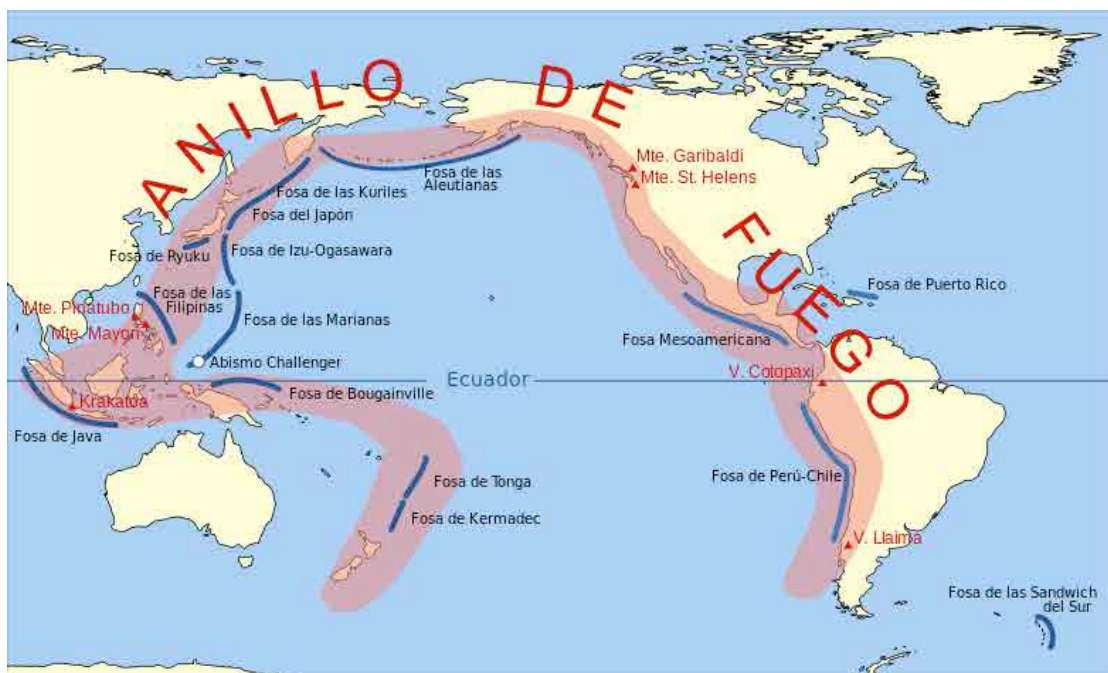 ANILLO DE FUEGO
Mte. Garibaldi
Mte. St. Helens
Fosa de las
Aleutianas
Fosa de las Kuriles
Fosa del Japón
Fosa de Izu-Ogasawara
Fosa de Ryuku
Fosa de Puerto Rico
Fosa de las
Filipinas
Mte. Pinatubo
Mte. Mayon
Fosa de las Marianas
Fosa Mesoamericana
Abismo Challenger
V. Cotopaxi
Ecuador
Fosa de Bougainville
Krakatoa
Fosa de Java
Fosa de Perú-Chile
Fosa de Tonga
Fosa de Kermadec
V. Llaima
Fosa de las Sandwich
del Sur